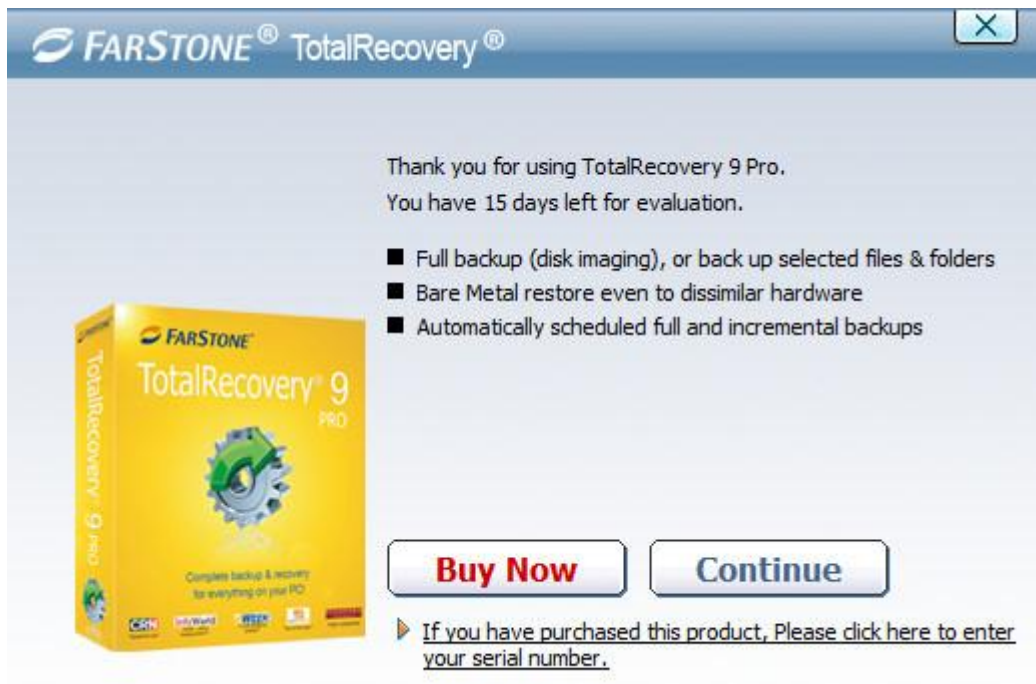 FARSTONE® TotalRecovery®
Thank you for using TotalRecovery 9 Pro.
You have 15 days left for evaluation.
Full backup (disk imaging), or back up selected files & folders
Bare Metal restore even to dissimilar hardware
Automatically scheduled full and incremental backups
FARSTONE
TotalRecovery® 9
PRO
TotalRecovery 9 PRO
Complete backup & recovery
for everything on your PC!
CRN
InfoWorld
Buy Now
Continue
If you have purchased this product, Please click here to enter
your serial number.